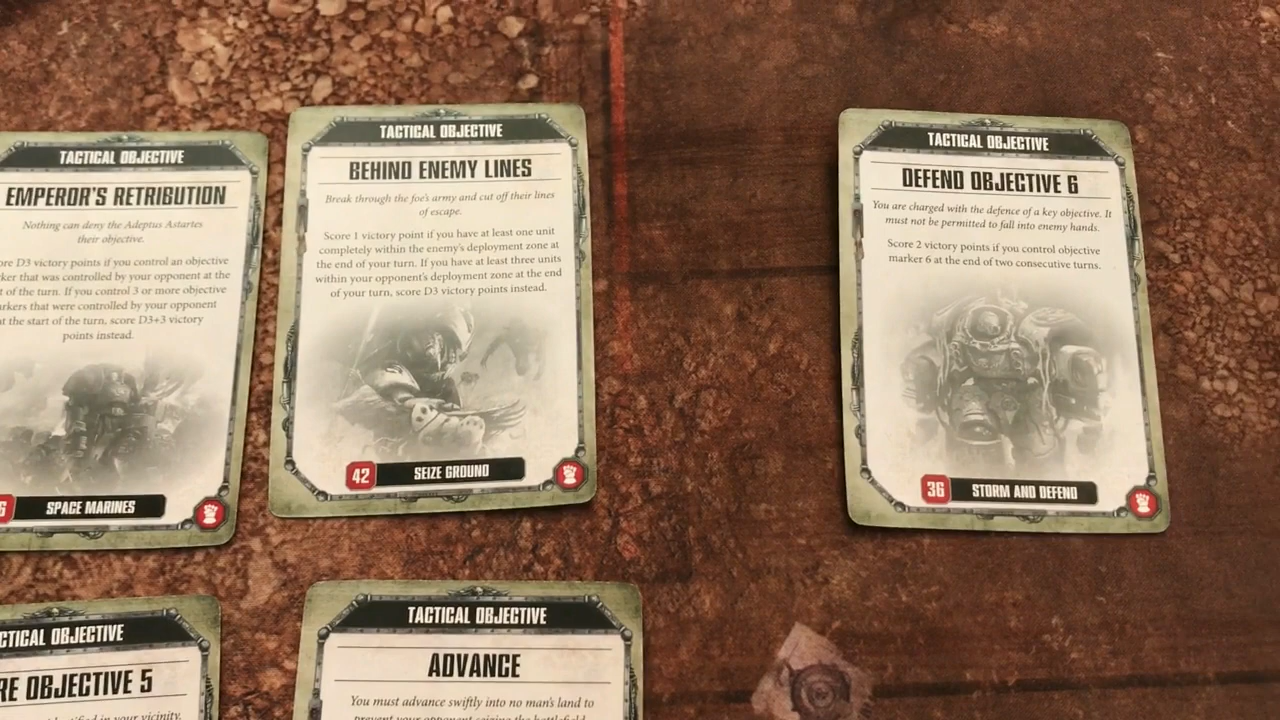 TACTICAL OBJECTIVE
EMPEROR'S RETRIBUTION
Nothing can deny the Adeptus Astartes
their objective.
D3 victory points if you control an objective
that was controlled by your opponent at the
of the turn. If you control 3 or more objective
that were controlled by your opponent
the start of the turn, score D3+3 victory
points instead.
SPACE MARINES
TACTICAL OBJECTIVE
BEHIND ENEMY LINES
Break through the foe's army and cut off their lines
of escape.
Score 1 victory point if you have at least one unit
completely within the enemy's deployment zone at
the end of your turn. If you have at least three units
within your opponent's deployment zone at the end
of your turn, score D3 victory points instead.
42
SEIZE GROUND
TACTICAL OBJECTIVE
DEFEND OBJECTIVE 6
You are charged with the defence of a key objective. It
must not be permitted to fall into enemy hands.
Score 2 victory points if you control objective
marker 6 at the end of two consecutive turns.
36
STORM AND DEFEND
OBJECTIVE
OBJECTIVE 5
in your vicinity.
TACTICAL OBJECTIVE
ADVANCE
You must advance swiftly into no man's land to
prevent your opponent seizing the battlefield